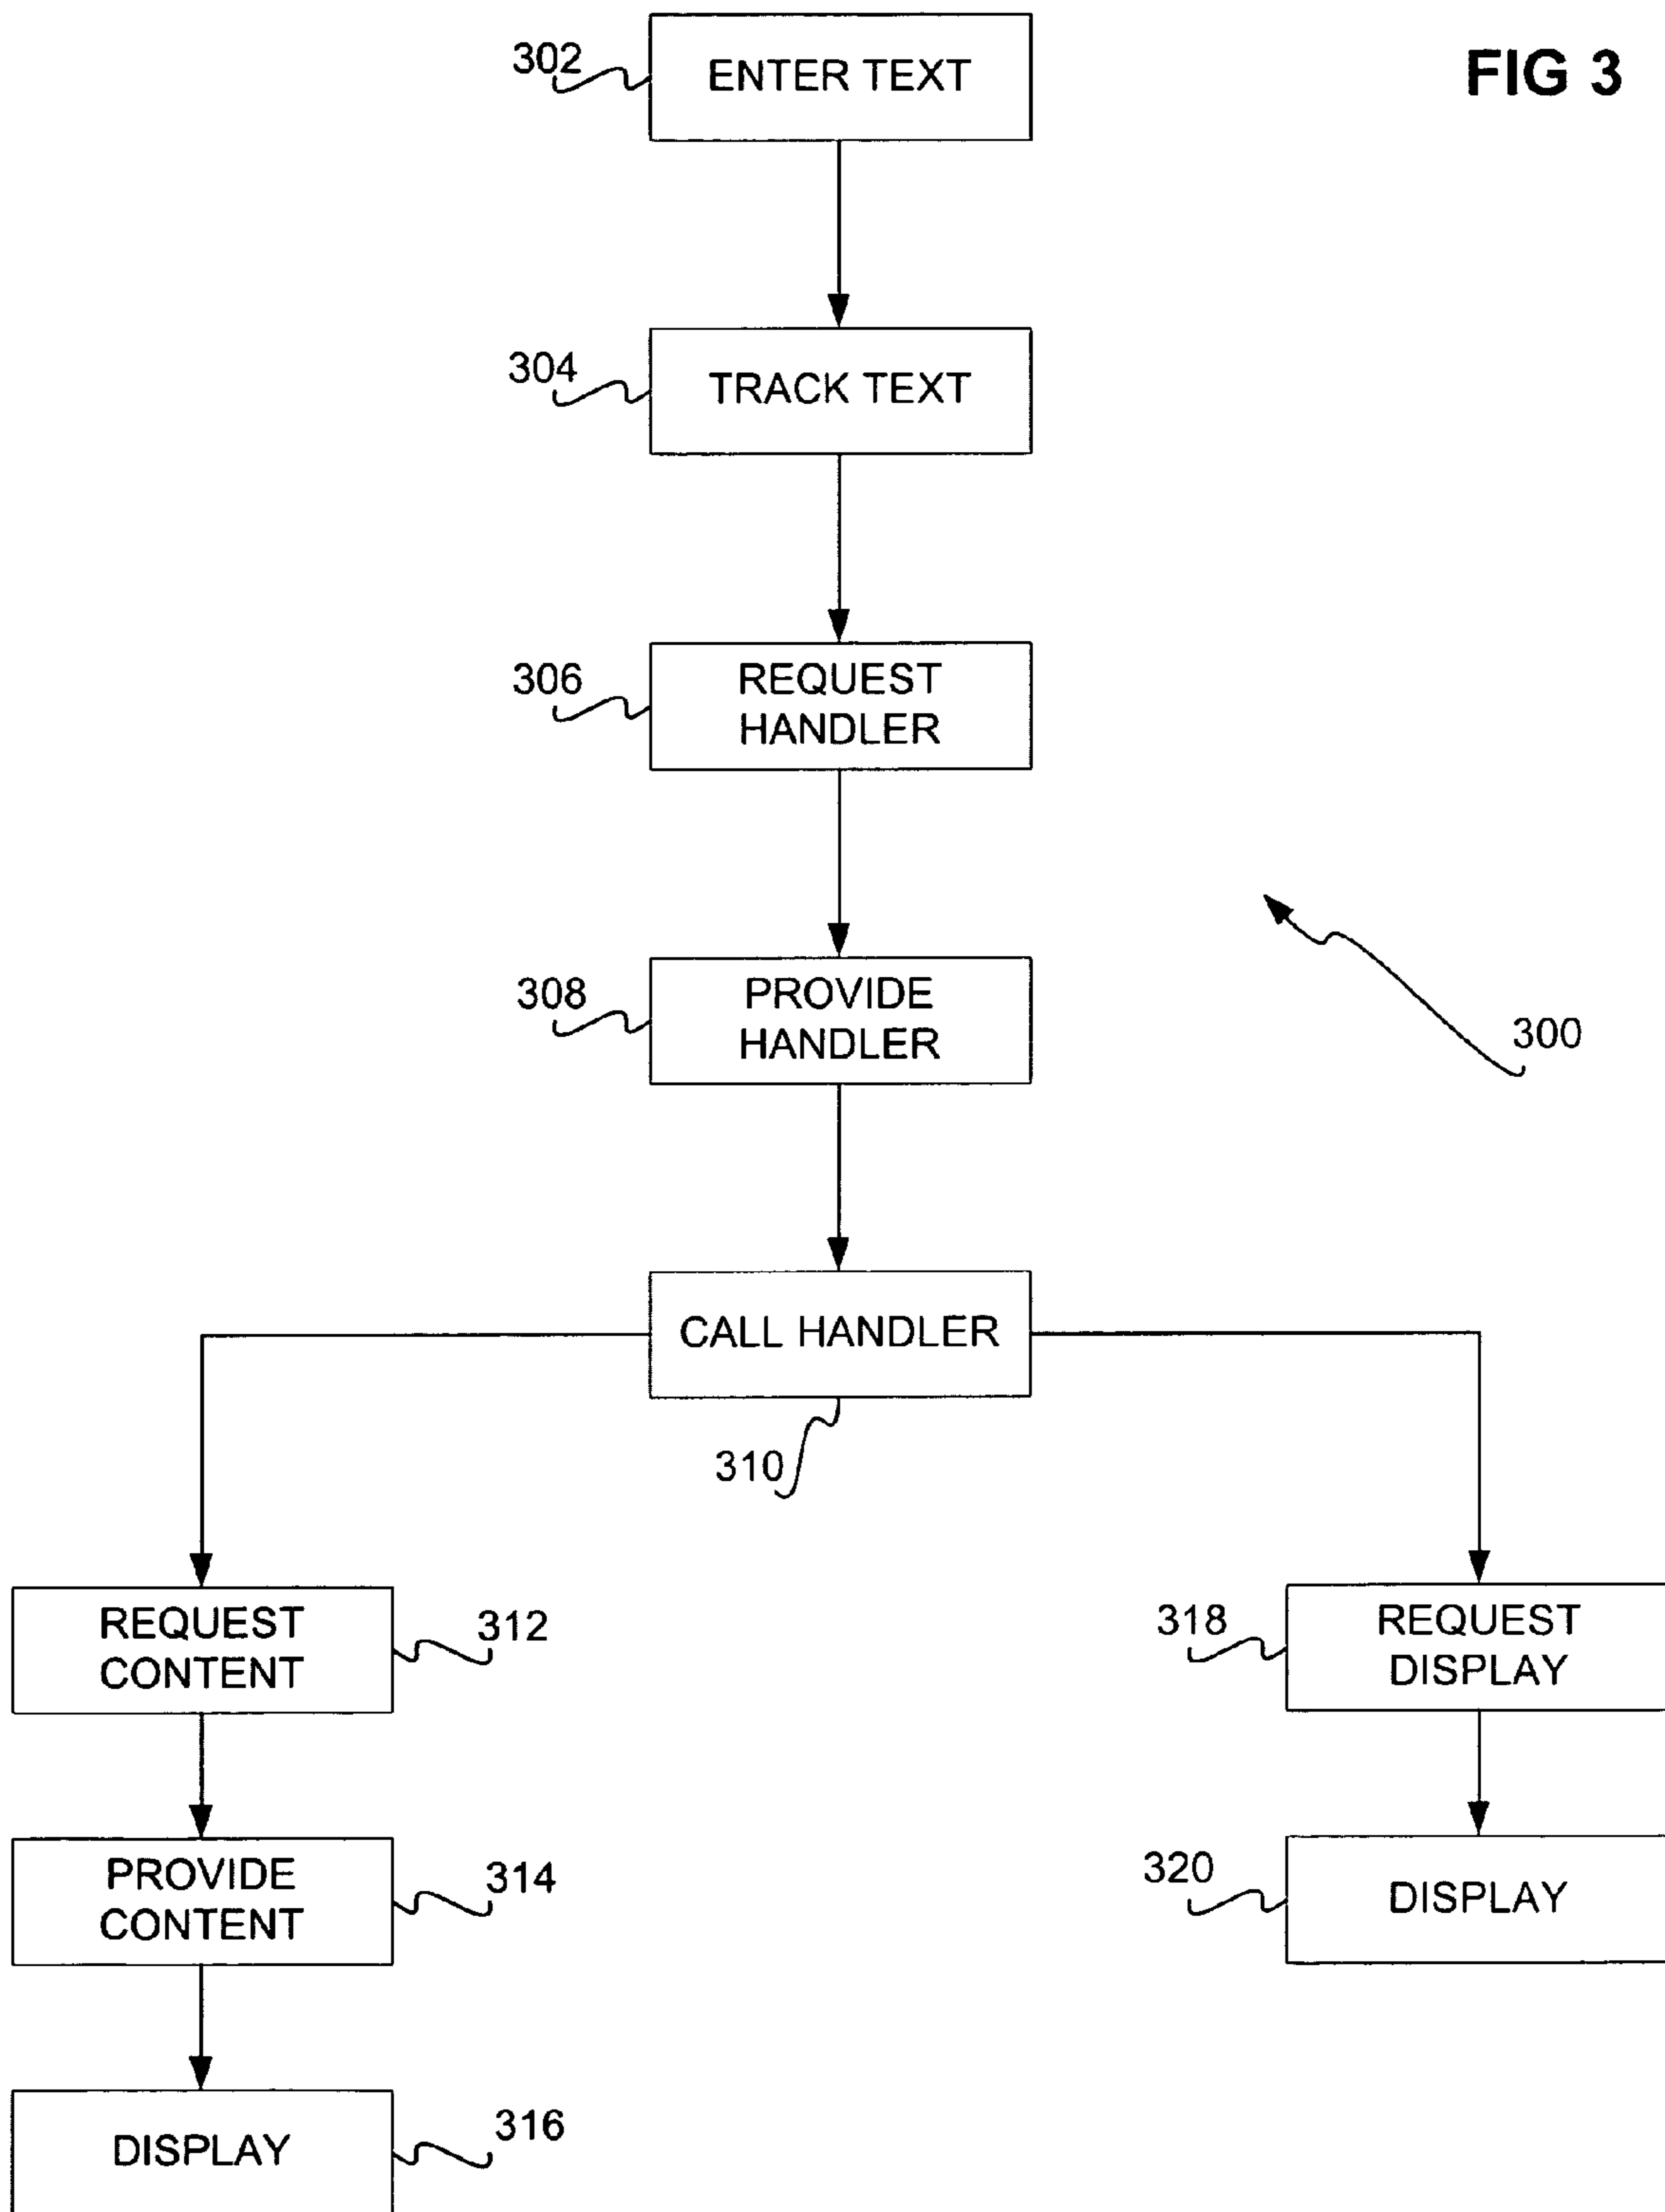 FIG 3
302
ENTER TEXT
304
TRACK TEXT
306
REQUEST
HANDLER
308
PROVIDE
HANDLER
300
CALL HANDLER
310
REQUEST
CONTENT
312
318
REQUEST
DISPLAY
PROVIDE
CONTENT
314
320
DISPLAY
DISPLAY
316